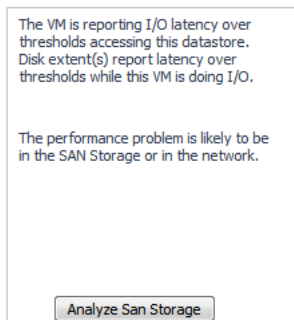 The VM is reporting I/O latency over
thresholds accessing this datastore.
Disk extent(s) report latency over
thresholds while this VM is doing I/O.
The performance problem is likely to be
in the SAN Storage or in the network.
Analyze San Storage